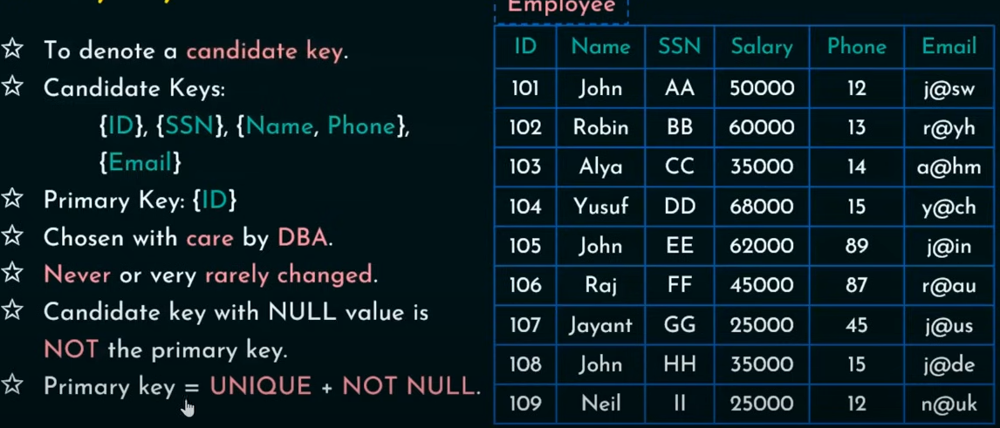 To denote a candidate key.
Candidate Keys:
{ID}, {SSN}, {Name, Phone},
{Email}
Primary Key: {ID}
Chosen with care by DBA.
Never or very rarely changed.
Candidate key with NULL value is
NOT the primary key.
Primary key = UNIQUE + NOT NULL.
Employee
ID Name SSN Salary Phone Email
101 John AA 50000 12 j@sw
102 Robin BB 60000 13 r@yh
103 Alya CC 35000 14 a@hm
104 Yusuf DD 68000 15 y@ch
105 John EE 62000 89 j@in
106 Raj FF 45000 87 r@au
107 Jayant GG 25000 45 j@us
108 John HH 35000 15 j@de
109 Neil II 25000 12 n@uk